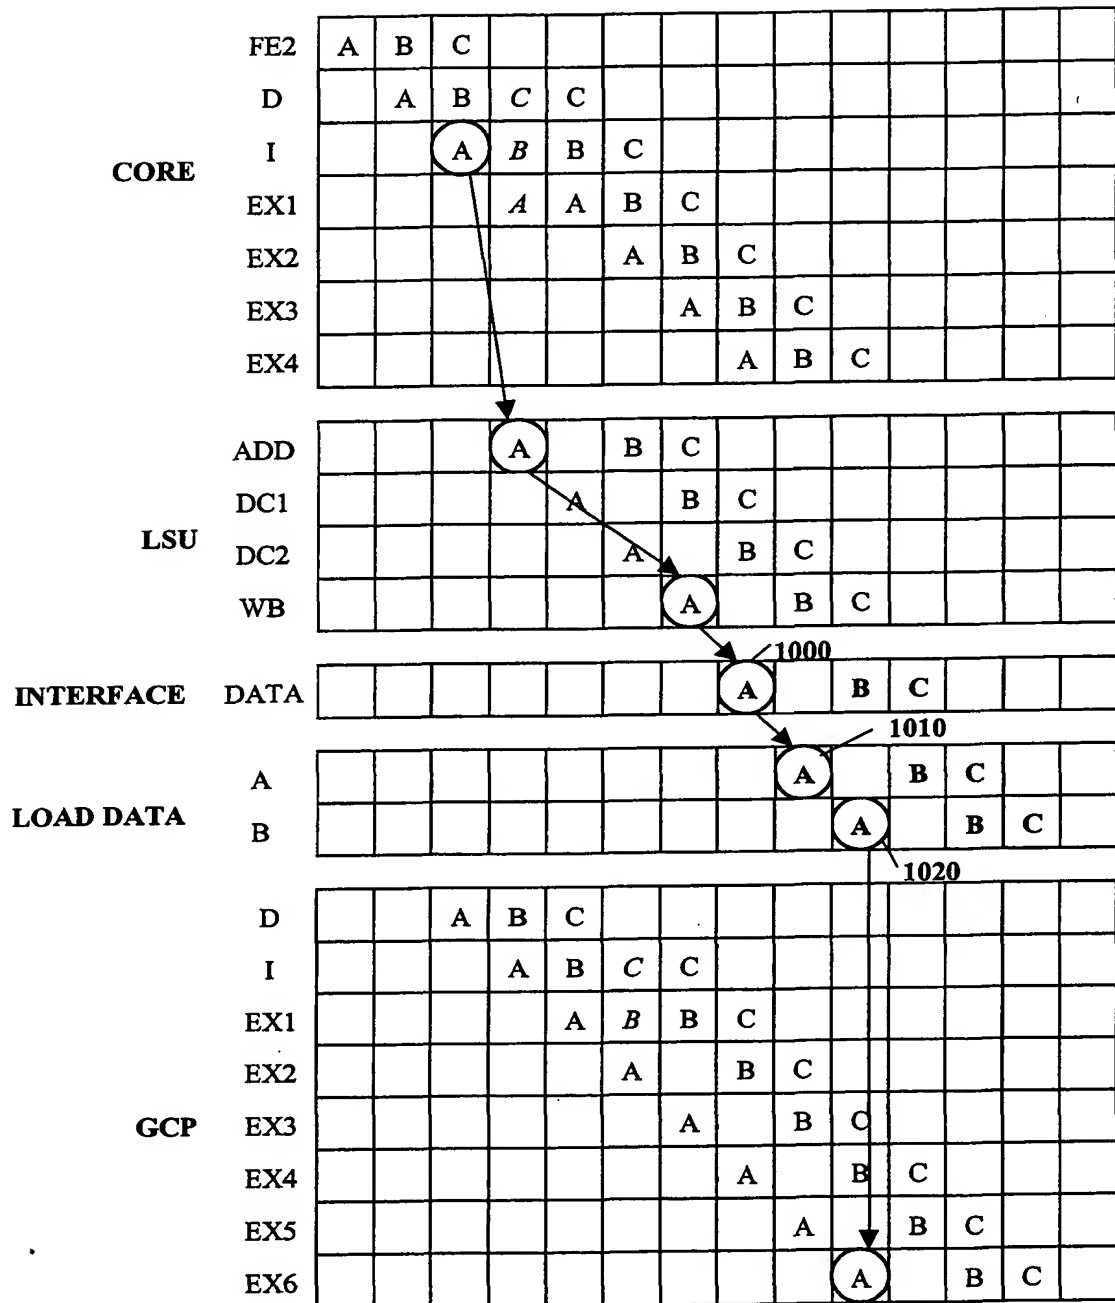 FE2 A B C
D A B C C
I A B B C
CORE
EX1 A A B C
EX2 A B C
EX3 A B C
EX4 A B C
ADD A B C
DC1 A B C
LSU
DC2 A B C
WB A B C
1000
INTERFACE DATA A B C
1010
A A B C
LOAD DATA
B A B C
1020
D A B C
I A B C C
EX1 A B B C
EX2 A B C
GCP EX3 A B C
EX4 A B C
EX5 A B C
EX6 A B C